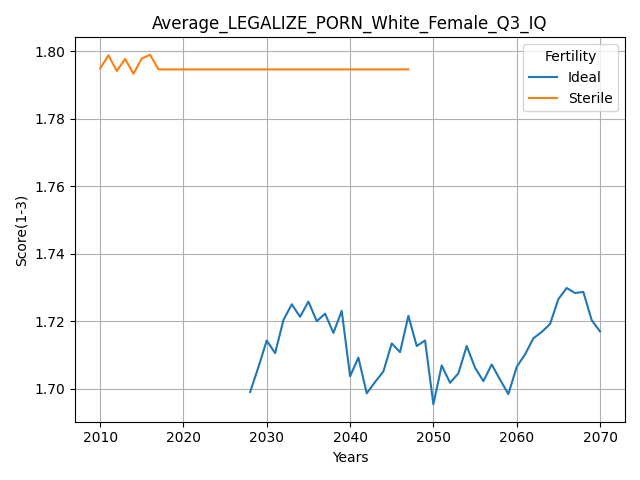 Average_LEGALIZE_PORN_White_Female_Q3_IQ
Fertility
Ideal
Sterile
Score(1-3)
1.80
1.78
1.76
1.74
1.72
1.70
2010 2020 2030 2040 2050 2060 2070
Years